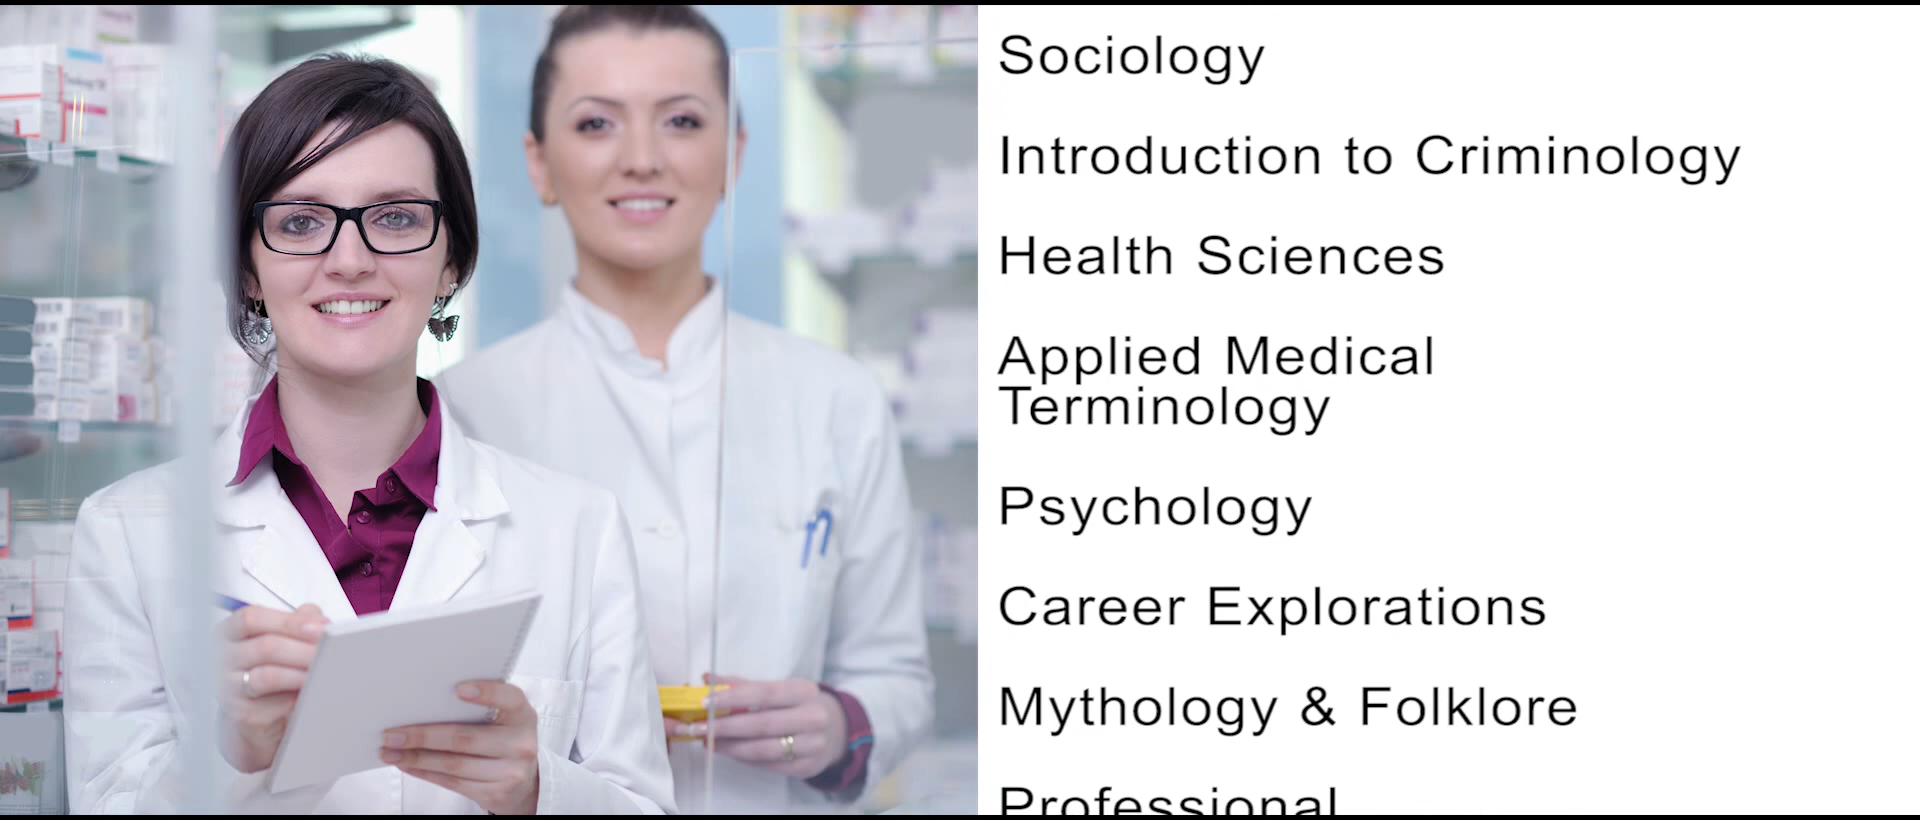 Sociology
Introduction to Criminology
Health Sciences
Applied Medical
Terminology
Psychology
Career Explorations
Mythology & Folklore
Professional